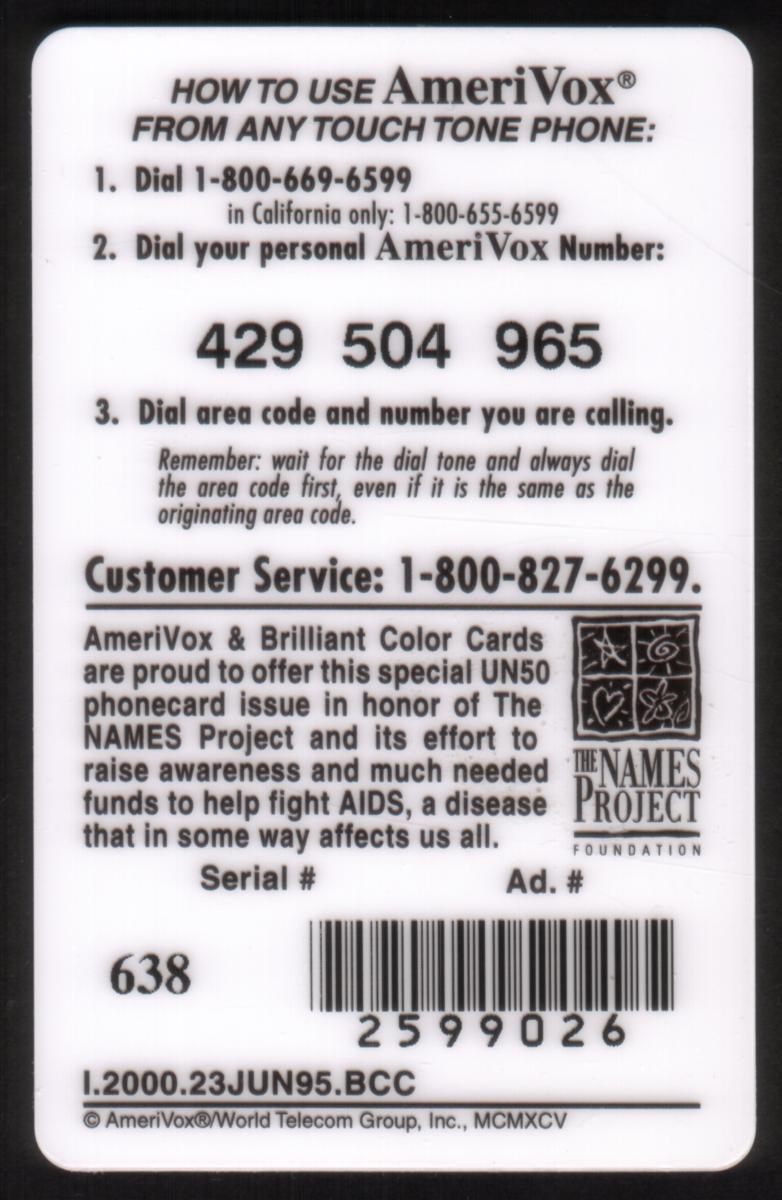 HOW TO USE AmeriVox®
FROM ANY TOUCH TONE PHONE:
1. Dial 1-800-669-6599
in California only: 1-800-655-6599
2. Dial your personal AmeriVox Number:
429 504 965
3. Dial area code and number you are calling.
Remember: wait for the dial tone and always dial
the area code first, even if it is the same as the
originating area code.
Customer Service: 1-800-827-6299.
AmeriVox & Brilliant Color Cards
are proud to offer this special UN50
phonecard issue in honor of The
NAMES Project and its effort to
raise awareness and much needed
funds to help fight AIDS, a disease
that in some way affects us all.
THE NAMES
PROJECT
FOUNDATION
Serial # Ad. #
638
2599026
I.2000.23JUN95.BCC
© AmeriVox®/World Telecom Group, Inc., MCMXCV